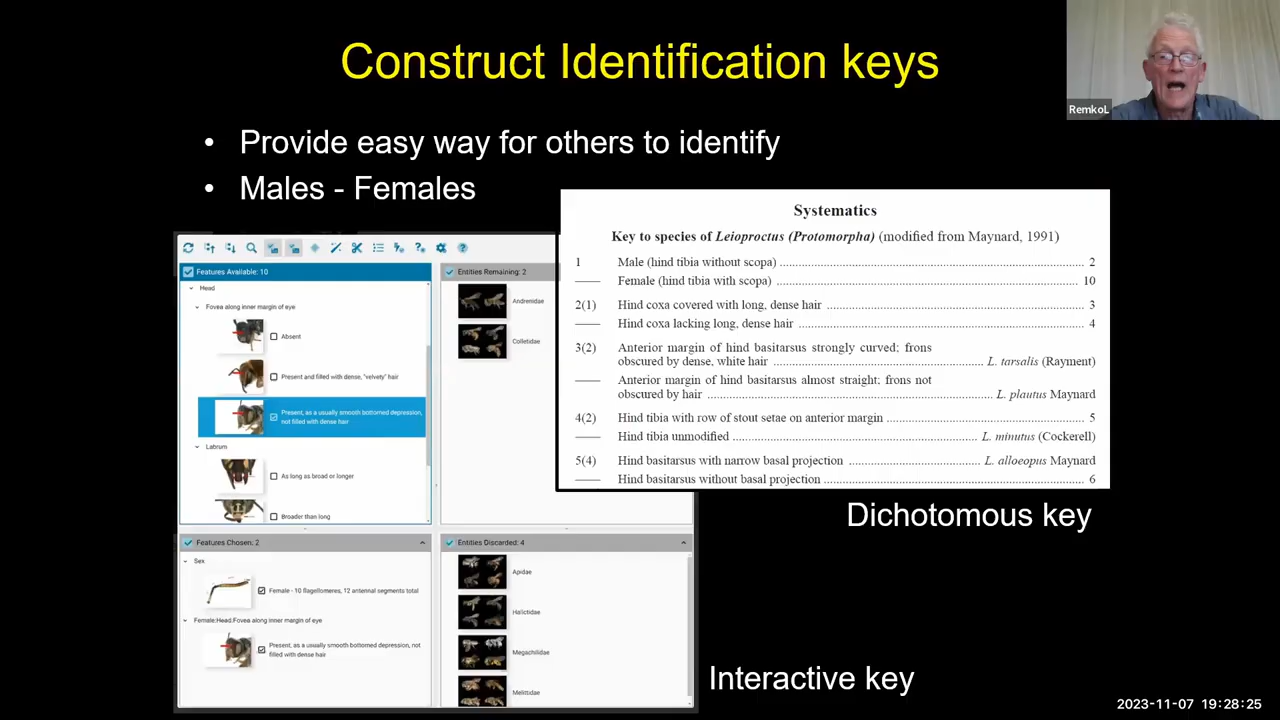 Construct Identification keys
RemkoL
• Provide easy way for others to identify
• Males - Females
Features Available: 10
Head
Fovea along inner margin of eye
Absent
Present and filled with dense, "velvety" hair
Present, as a usually smooth bottomed depression,
not filled with dense hair
Labrum
As long as broad or longer
Broader than long
Entities Remaining: 2
Andrenidae
Colletidae
Features Chosen: 2
Sex
Female - 10 flagellomeres, 12 antennal segments total
Female:Head:Fovea along inner margin of eye
Present, as a usually smooth bottomed depression, not
filled with dense hair
Entities Discarded: 4
Apidae
Halictidae
Megachilidae
Melittidae
Systematics
Key to species of Leioproctus (Protomorpha) (modified from Maynard, 1991)
1 Male (hind tibia without scopa) ... 2
—— Female (hind tibia with scopa) ... 10
2(1) Hind coxa covered with long, dense hair ... 3
—— Hind coxa lacking long, dense hair ... 4
3(2) Anterior margin of hind basitarsus strongly curved; frons
obscured by dense, white hair ... L. tarsalis (Rayment)
—— Anterior margin of hind basitarsus almost straight; frons not
obscured by hair ... L. plautus Maynard
4(2) Hind tibia with row of stout setae on anterior margin ... 5
—— Hind tibia unmodified ... L. minutus (Cockerell)
5(4) Hind basitarsus with narrow basal projection ... L. alloeopus Maynard
—— Hind basitarsus without basal projection ... 6
Dichotomous key
Interactive key
2023-11-07 19:28:25